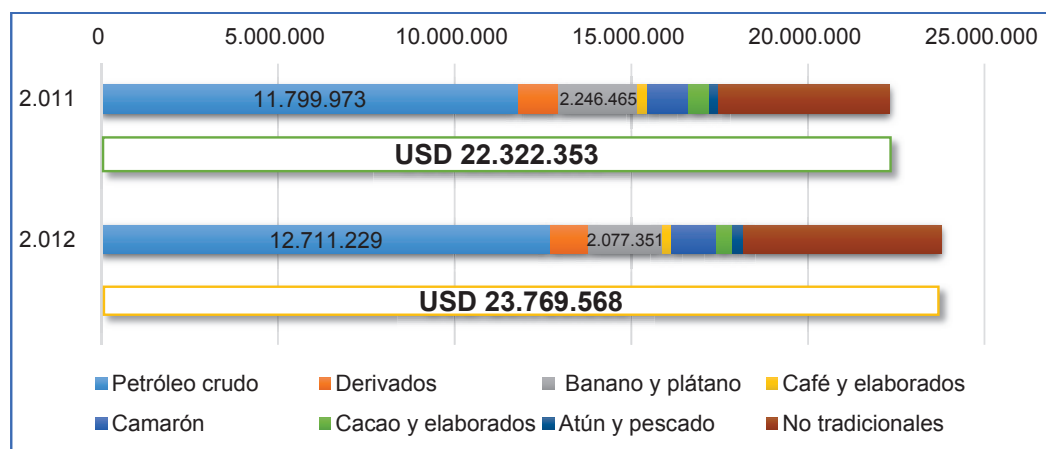 0 5.000.000 10.000.000 15.000.000 20.000.000 25.000.000
2.011 11.799.973 2.246.465
USD 22.322.353
2.012 12.711.229 2.077.351
USD 23.769.568
Petróleo crudo Derivados Banano y plátano Café y elaborados
Camarón Cacao y elaborados Atún y pescado No tradicionales